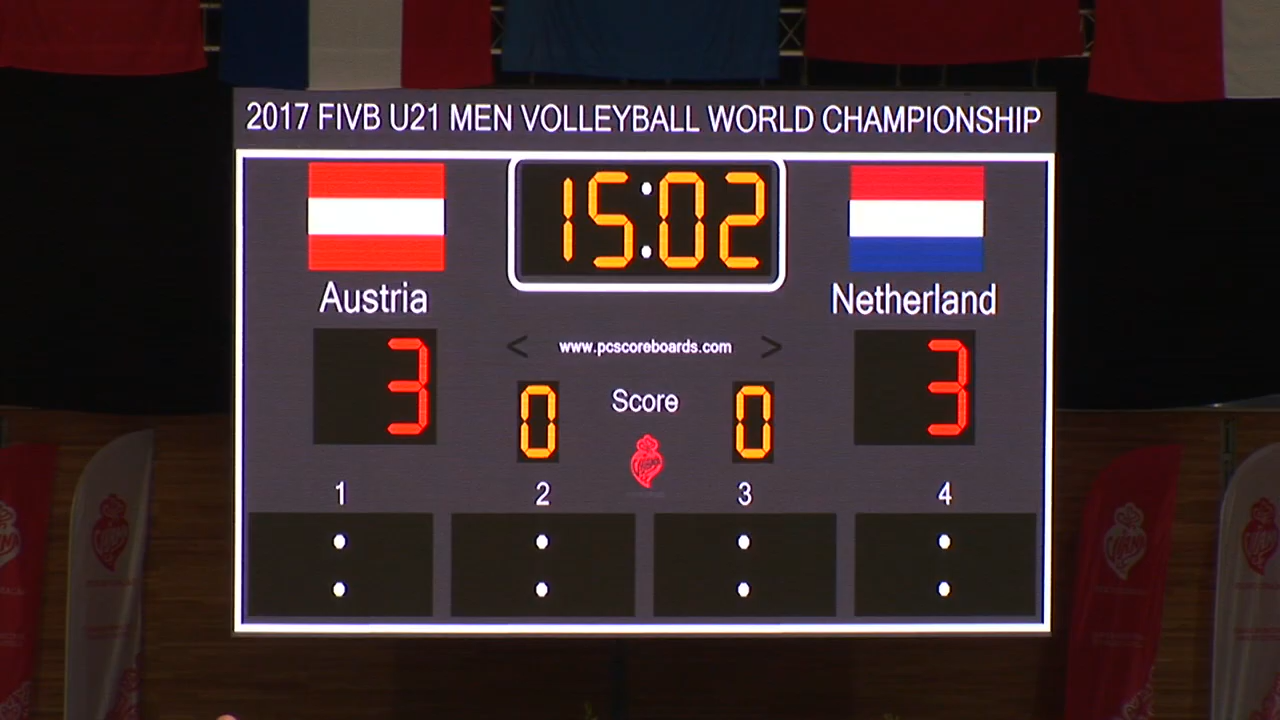 2017 FIVB U21 MEN VOLLEYBALL WORLD CHAMPIONSHIP
15:02
Austria
Netherland
3
< www.pcscoreboards.com >
3
0
Score
0
1 2 3 4
: : : :